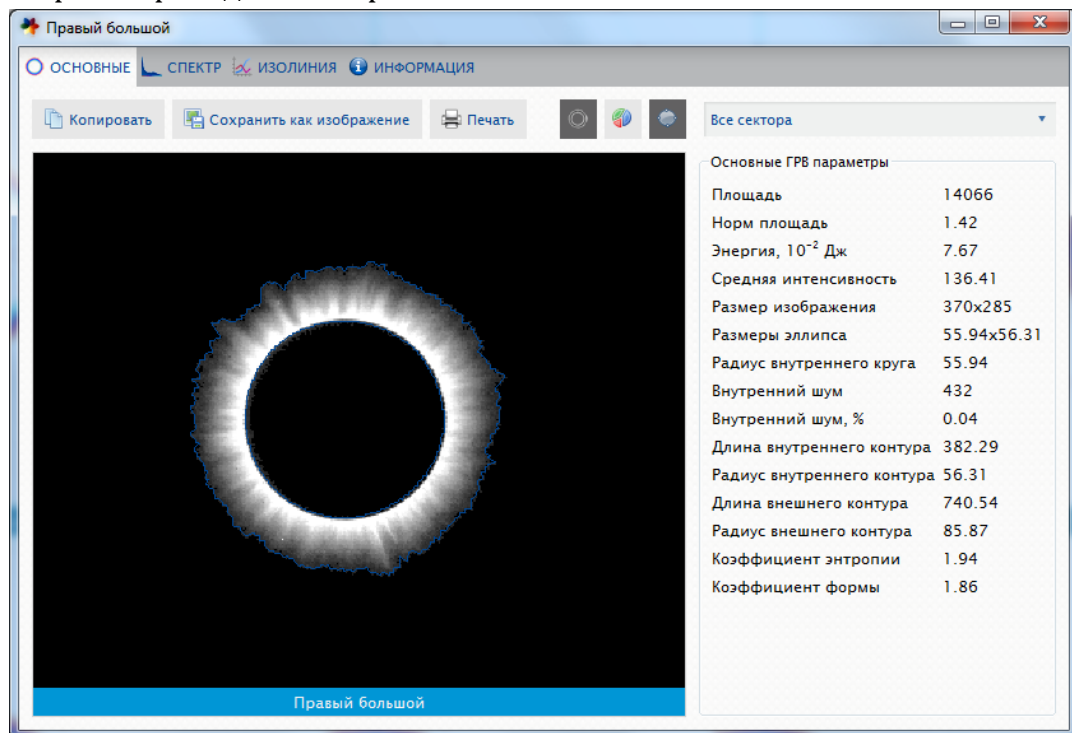 Правый большой
ОСНОВНЫЕ СПЕКТР ИЗОЛИНИЯ ИНФОРМАЦИЯ
Копировать Сохранить как изображение Печать Все сектора
Основные ГРВ параметры
Площадь 14066
Норм площадь 1.42
Энергия, 10⁻² Дж 7.67
Средняя интенсивность 136.41
Размер изображения 370x285
Размеры эллипса 55.94x56.31
Радиус внутреннего круга 55.94
Внутренний шум 432
Внутренний шум, % 0.04
Длина внутреннего контура 382.29
Радиус внутреннего контура 56.31
Длина внешнего контура 740.54
Радиус внешнего контура 85.87
Коэффициент энтропии 1.94
Коэффициент формы 1.86
Правый большой